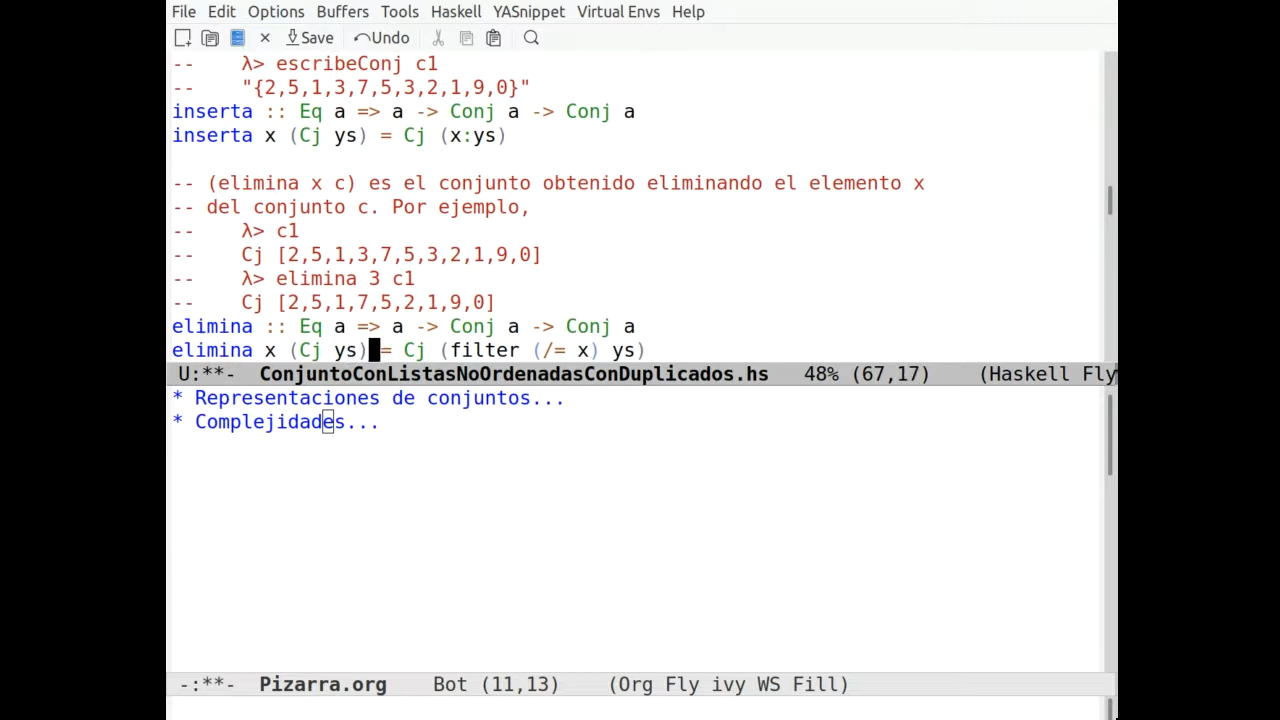 File Edit Options Buffers Tools Haskell YASnippet Virtual Envs Help
Save Undo
--    λ> escribeConj c1
--    "{2,5,1,3,7,5,3,2,1,9,0}"
inserta :: Eq a => a -> Conj a -> Conj a
inserta x (Cj ys) = Cj (x:ys)
-- (elimina x c) es el conjunto obtenido eliminando el elemento x
-- del conjunto c. Por ejemplo,
--    λ> c1
--    Cj [2,5,1,3,7,5,3,2,1,9,0]
--    λ> elimina 3 c1
--    Cj [2,5,1,7,5,2,1,9,0]
elimina :: Eq a => a -> Conj a -> Conj a
elimina x (Cj ys) = Cj (filter (/= x) ys)
U:**-  ConjuntoConListasNoOrdenadasConDuplicados.hs   48% (67,17)    (Haskell Fly
* Representaciones de conjuntos...
* Complejidades...
-:**-  Pizarra.org    Bot (11,13)    (Org Fly ivy WS Fill)